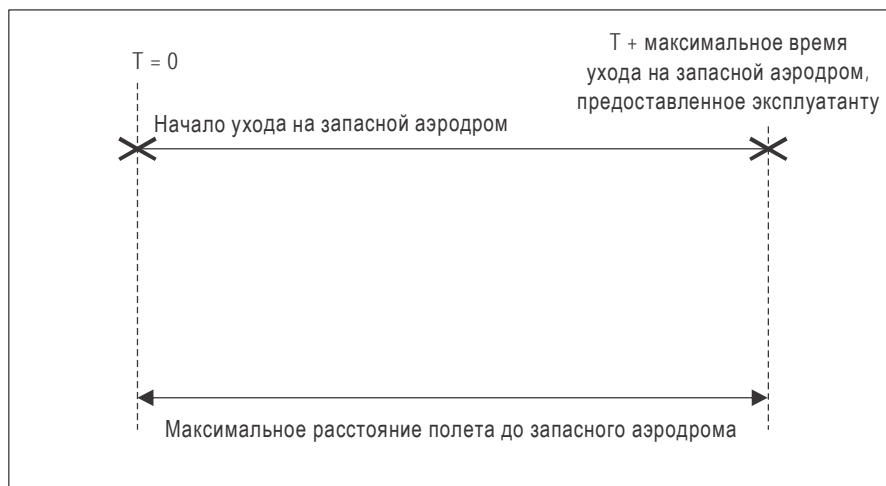 T = 0
T + максимальное время
ухода на запасной аэродром,
предоставленное эксплуатанту
Начало ухода на запасной аэродром
Максимальное расстояние полета до запасного аэродрома